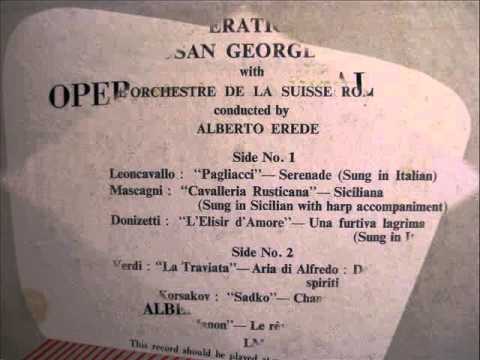 ERATIC
SAN GEORGE
with
OPER AL
L'ORCHESTRE DE LA SUISSE ROM
conducted by
ALBERTO EREDE
Side No. 1
Leoncavallo : "Pagliacci"— Serenade (Sung in Italian)
Mascagni : "Cavalleria Rusticana"— Siciliana
(Sung in Sicilian with harp accompaniment)
Donizetti : "L'Elisir d'Amore"— Una furtiva lagrima
(Sung in I
Side No. 2
Verdi : "La Traviata"— Aria di Alfredo : D
spiriti
Korsakov : "Sadko"— Chan
ALBE
non"— Le rê
This record should be played at